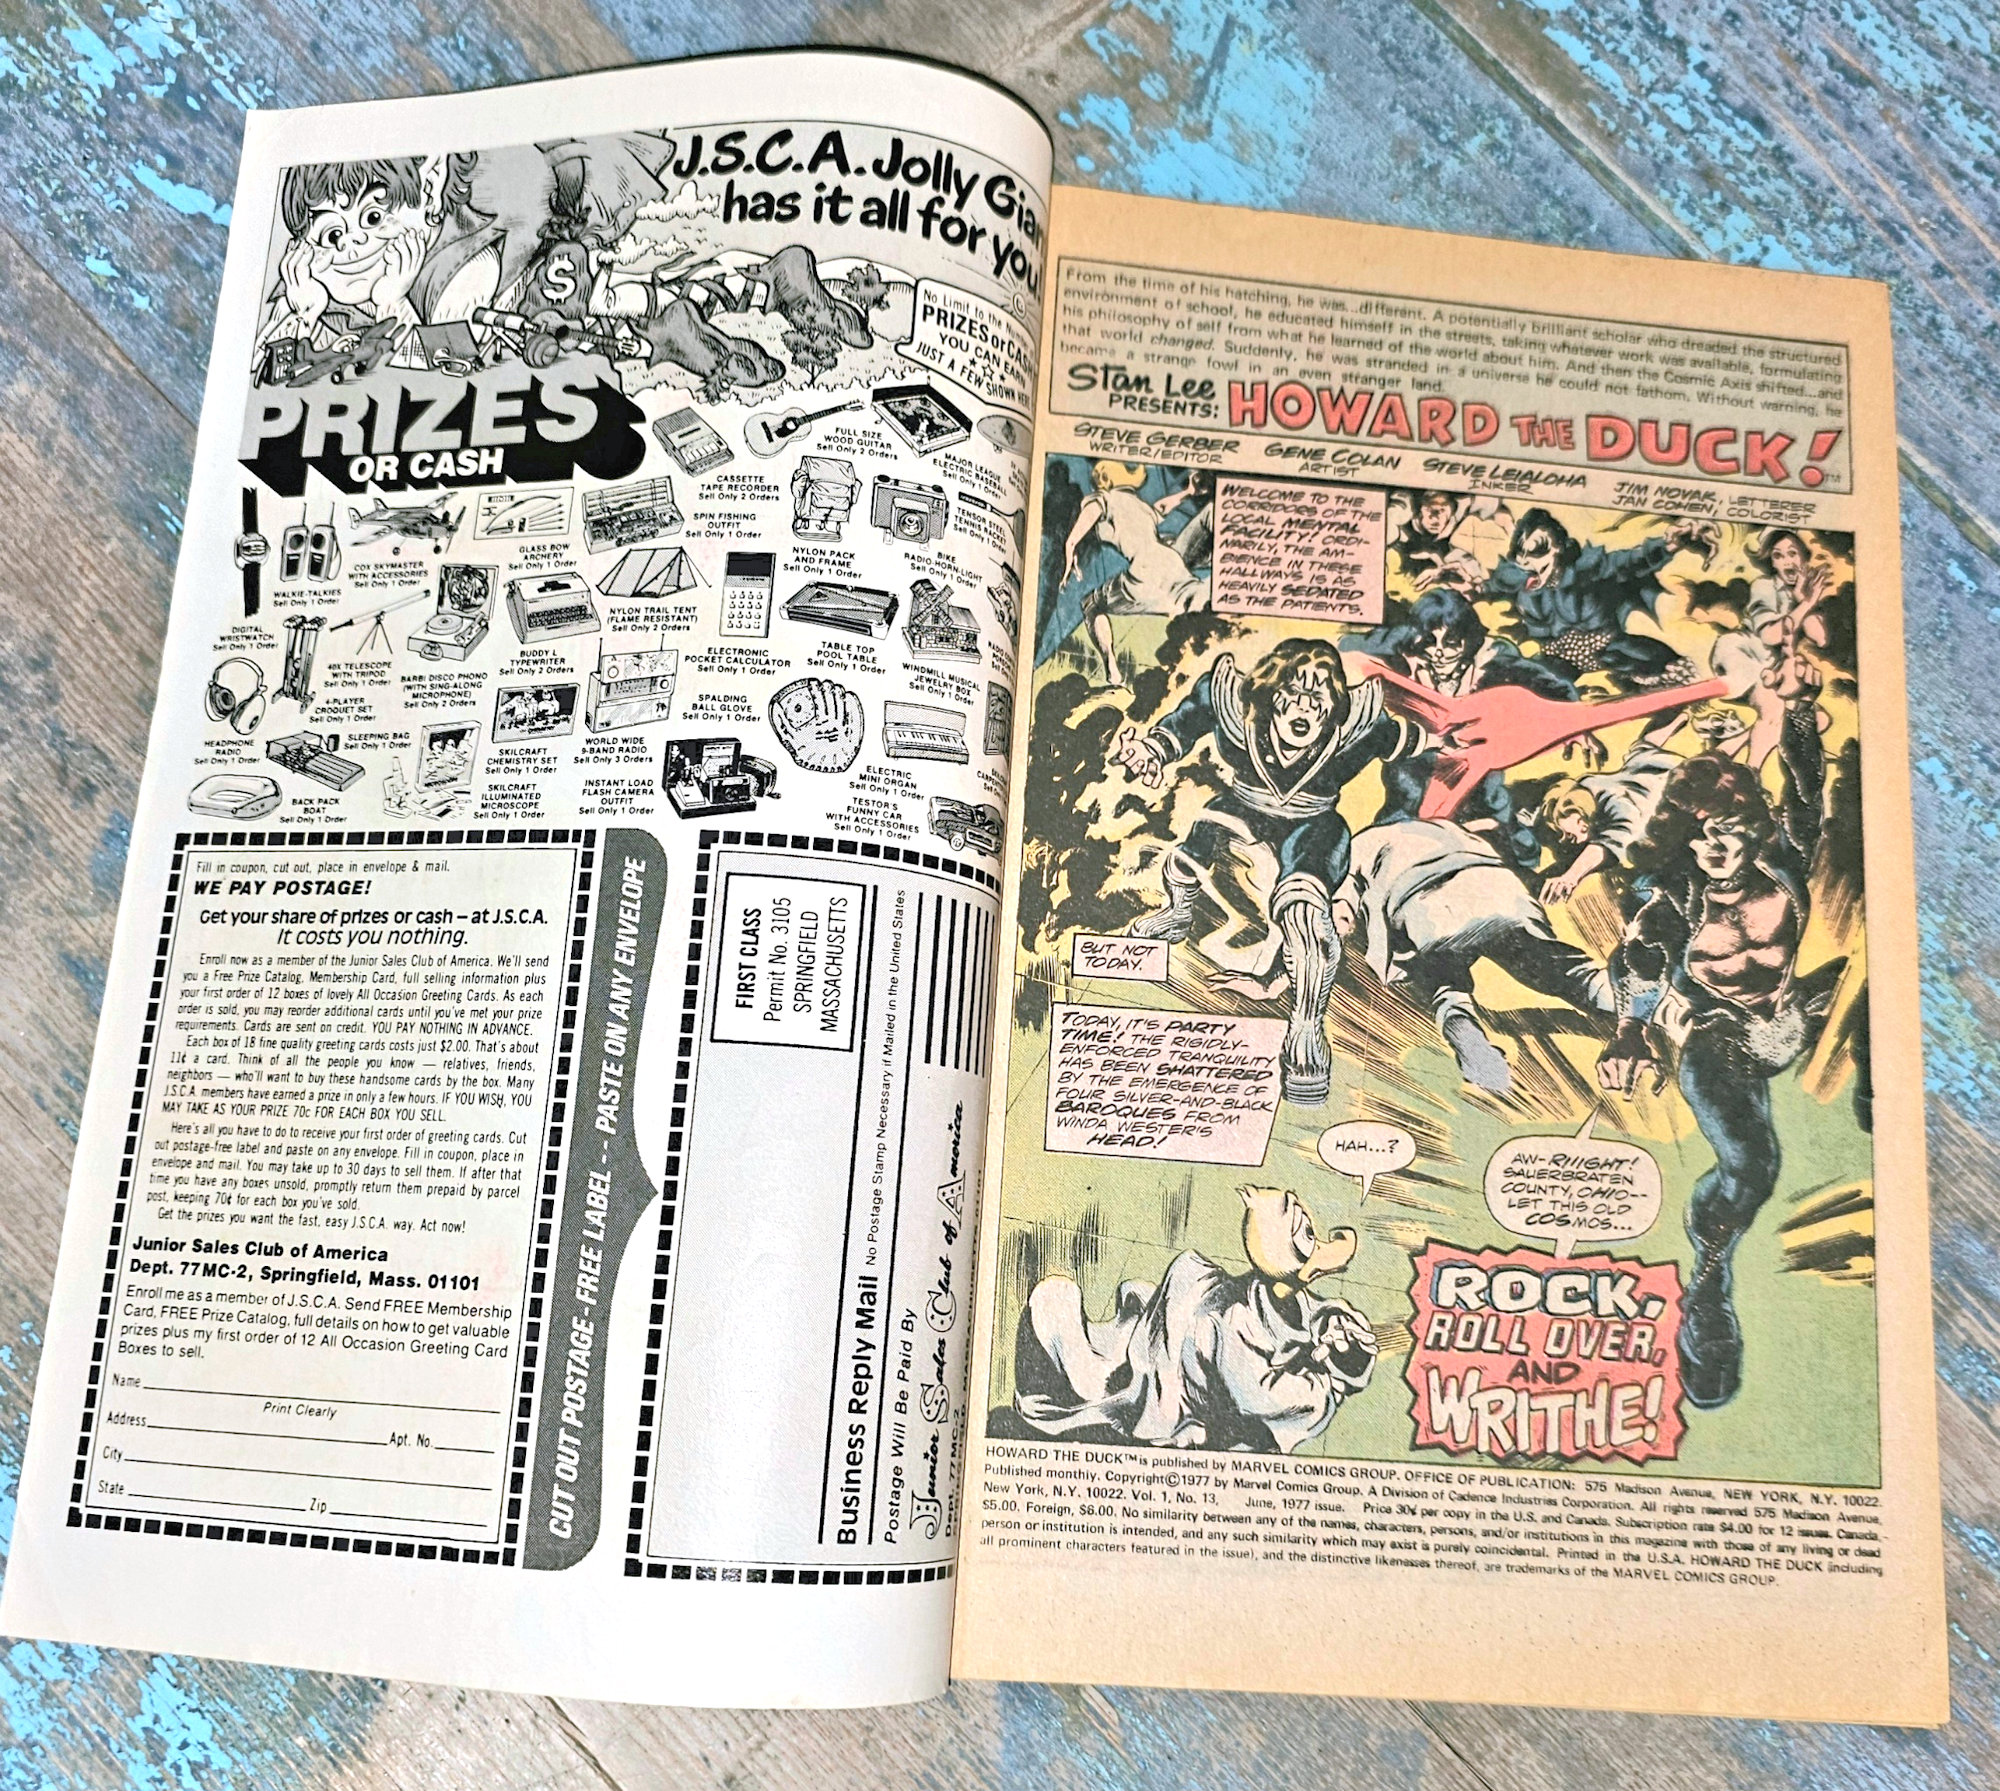 J.S.C.A. Jolly Gia
has it all for you
No Limit to the
PRIZES or CASH
YOU CAN EARN
JUST A FEW SHOWN HERE
PRIZES
OR CASH
CASSETTE
TAPE RECORDER
Sell Only 2 Orders
FULL SIZE
WOOD GUITAR
Sell Only 2 Orders
MAJOR LEAGUE
ELECTRIC BASEBALL
Sell Only 1 Order
WALKIE-TALKIES
Sell Only 1 Order
COX SKYMASTER
WITH ACCESSORIES
Sell Only 1 Order
GLASS BOW
ARCHERY
Sell Only 1 Order
SPIN FISHING
OUTFIT
Sell Only 1 Order
NYLON PACK
AND FRAME
Sell Only 1 Order
BIKE
RADIO-HORN-LIGHT
Sell Only 1 Order
TENSOR STEEL
TENNIS RACKET
Sell Only 1 Order
DIGITAL
WRISTWATCH
Sell Only 1 Order
40X TELESCOPE
WITH TRIPOD
Sell Only 1 Order
BARBI DISCO PHONO
(WITH SING-ALONG
MICROPHONE)
Sell Only 2 Orders
BUDDY L
TYPEWRITER
Sell Only 2 Orders
NYLON TRAIL TENT
(FLAME RESISTANT)
Sell Only 2 Orders
ELECTRONIC
POCKET CALCULATOR
Sell Only 1 Order
TABLE TOP
POOL TABLE
Sell Only 1 Order
WINDMILL MUSICAL
JEWELRY BOX
Sell Only 1 Order
HEADPHONE
RADIO
Sell Only 1 Order
4-PLAYER
CROQUET SET
Sell Only 1 Order
SLEEPING BAG
Sell Only 1 Order
SKILCRAFT
CHEMISTRY SET
Sell Only 1 Order
WORLD WIDE
9-BAND RADIO
Sell Only 3 Orders
SPALDING
BALL GLOVE
Sell Only 1 Order
ELECTRIC
MINI ORGAN
Sell Only 1 Order
BACK PACK
BOAT
Sell Only 1 Order
SKILCRAFT
ILLUMINATED
MICROSCOPE
Sell Only 1 Order
INSTANT LOAD
FLASH CAMERA
OUTFIT
Sell Only 1 Order
TESTOR'S
FUNNY CAR
WITH ACCESSORIES
Sell Only 1 Order
Fill in coupon, cut out, place in envelope & mail.
WE PAY POSTAGE!
Get your share of prizes or cash – at J.S.C.A.
It costs you nothing.
Enroll now as a member of the Junior Sales Club of America. We'll send
you a Free Prize Catalog, Membership Card, full selling information plus
your first order of 12 boxes of lovely All Occasion Greeting Cards. As each
order is sold, you may reorder additional cards until you've met your prize
requirements. Cards are sent on credit. YOU PAY NOTHING IN ADVANCE.
Each box of 18 fine quality greeting cards costs just $2.00. That's about
11¢ a card. Think of all the people you know — relatives, friends,
neighbors — who'll want to buy these handsome cards by the box. Many
J.S.C.A. members have earned a prize in only a few hours. IF YOU WISH, YOU
MAY TAKE AS YOUR PRIZE 70c FOR EACH BOX YOU SELL.
Here's all you have to do to receive your first order of greeting cards. Cut
out postage-free label and paste on any envelope. Fill in coupon, place in
envelope and mail. You may take up to 30 days to sell them. If after that
time you have any boxes unsold, promptly return them prepaid by parcel
post, keeping 70¢ for each box you've sold.
Get the prizes you want the fast, easy J.S.C.A. way. Act now!
Junior Sales Club of America
Dept. 77MC-2, Springfield, Mass. 01101
Enroll me as a member of J.S.C.A. Send FREE Membership
Card, FREE Prize Catalog, full details on how to get valuable
prizes plus my first order of 12 All Occasion Greeting Card
Boxes to sell.
Name
Print Clearly
Address
Apt. No.
City
State
Zip
CUT OUT POSTAGE-FREE LABEL -- PASTE ON ANY ENVELOPE
FIRST CLASS
Permit No. 3105
SPRINGFIELD
MASSACHUSETTS
Business Reply Mail No Postage Stamp Necessary if Mailed in the United States
Postage Will Be Paid By
Junior Sales Club of America
Dept. 77MC-2
From the time of his hatching, he was...different. A potentially brilliant scholar who dreaded the structured
environment of school, he educated himself in the streets, taking whatever work was available, formulating
his philosophy of self from what he learned of the world about him. And then the Cosmic Axis shifted...and
that world changed. Suddenly, he was stranded in a universe he could not fathom. Without warning, he
became a strange fowl in an even stranger land.
Stan Lee
PRESENTS: HOWARD THE DUCK!™
STEVE GERBER
WRITER/EDITOR
GENE COLAN
ARTIST
STEVE LEIALOHA
INKER
JIM NOVAK, LETTERER
JAN COHEN, COLORIST
WELCOME TO THE
CORRIDORS OF THE
LOCAL MENTAL
FACILITY! ORDI-
NARILY, THE AM-
BIENCE IN THESE
HALLWAYS IS AS
HEAVILY SEDATED
AS THE PATIENTS.
BUT NOT
TODAY.
TODAY, IT'S PARTY
TIME! THE RIGIDLY-
ENFORCED TRANQUILITY
HAS BEEN SHATTERED
BY THE EMERGENCE OF
FOUR SILVER-AND-BLACK
BAROQUES FROM
WINDA WESTER'S
HEAD!
HAH...?
AW-RIIIGHT!
SAUERBRATEN
COUNTY, OHIO--
LET THIS OLD
COSMOS...
ROCK,
ROLL OVER,
AND
WRITHE!
HOWARD THE DUCK™ is published by MARVEL COMICS GROUP. OFFICE OF PUBLICATION: 575 Madison Avenue, NEW YORK, N.Y. 10022.
Published monthly. Copyright©1977 by Marvel Comics Group. A Division of Cadence Industries Corporation. All rights reserved 575 Madison Avenue,
New York, N.Y. 10022. Vol. 1, No. 13, June, 1977 issue. Price 30¢ per copy in the U.S. and Canada. Subscription rate $4.00 for 12 issues. Canada,
$5.00. Foreign, $6.00. No similarity between any of the names, characters, persons, and/or institutions in this magazine with those of any living or dead
person or institution is intended, and any such similarity which may exist is purely coincidental. Printed in the U.S.A. HOWARD THE DUCK (including
all prominent characters featured in the issue), and the distinctive likenesses thereof, are trademarks of the MARVEL COMICS GROUP.